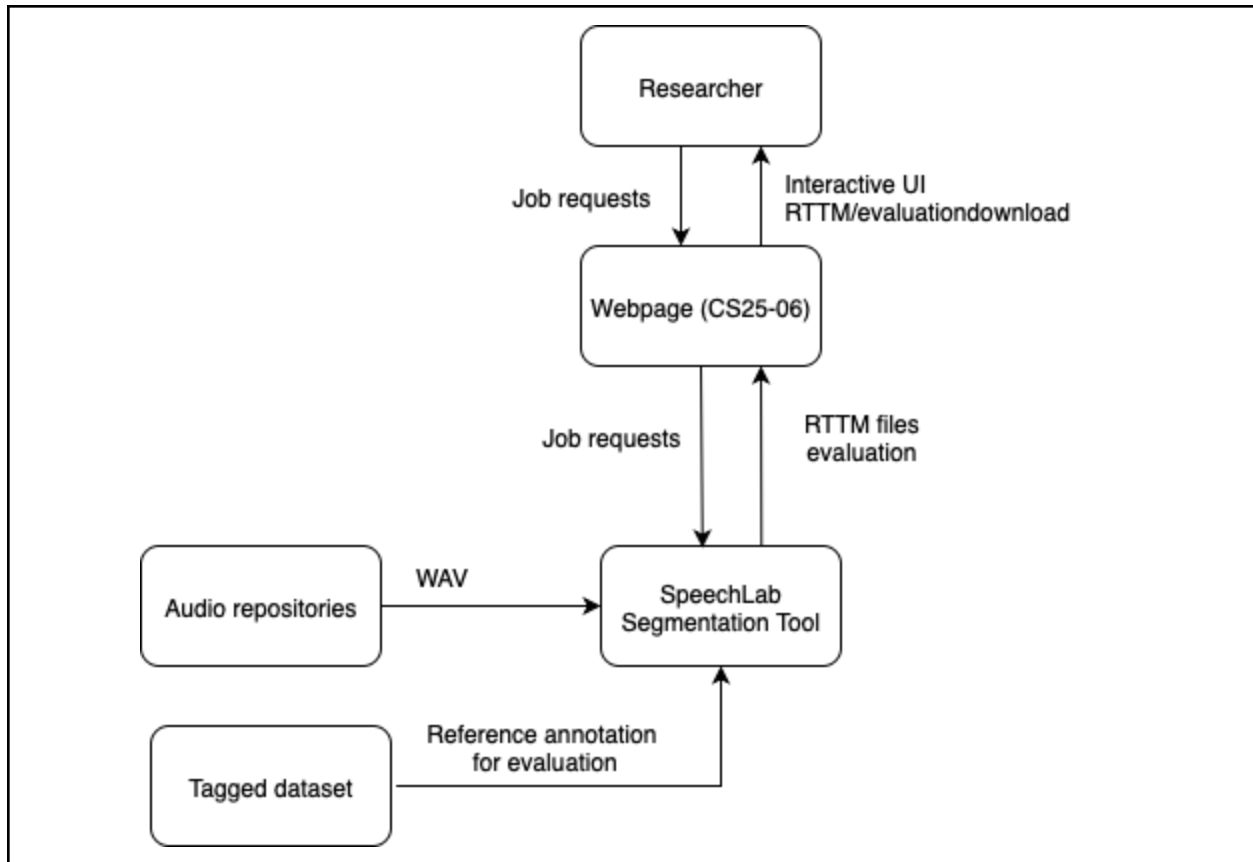 Researcher
Job requests
Interactive UI
RTTM/evaluationdownload
Webpage (CS25-06)
Job requests
RTTM files
evaluation
Audio repositories
WAV
SpeechLab
Segmentation Tool
Reference annotation
for evaluation
Tagged dataset